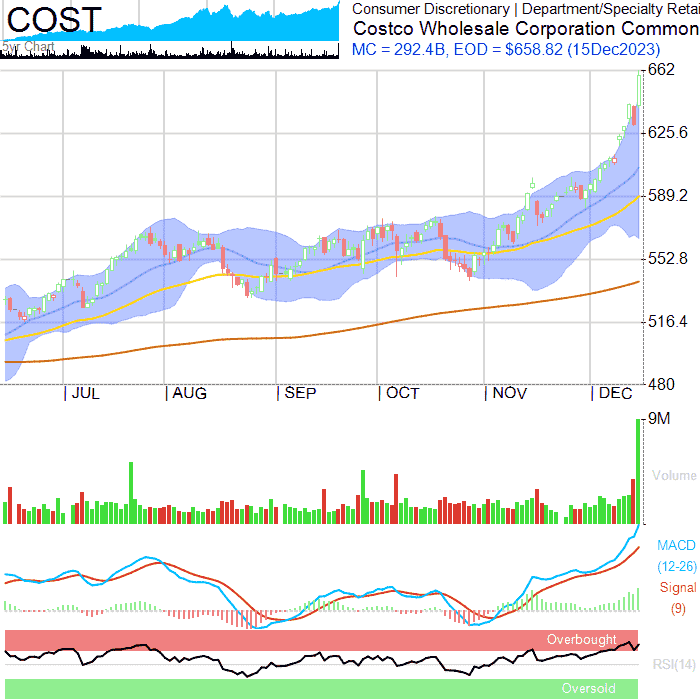 COST
5yr Chart
Consumer Discretionary | Department/Specialty Retai
Costco Wholesale Corporation Common
MC = 292.4B, EOD = $658.82 (15Dec2023)
662
625.6
589.2
552.8
516.4
480
| JUL | AUG | SEP | OCT | NOV | DEC
9M
Volume
MACD
(12-26)
Signal
(9)
Overbought
RSI(14)
Oversold